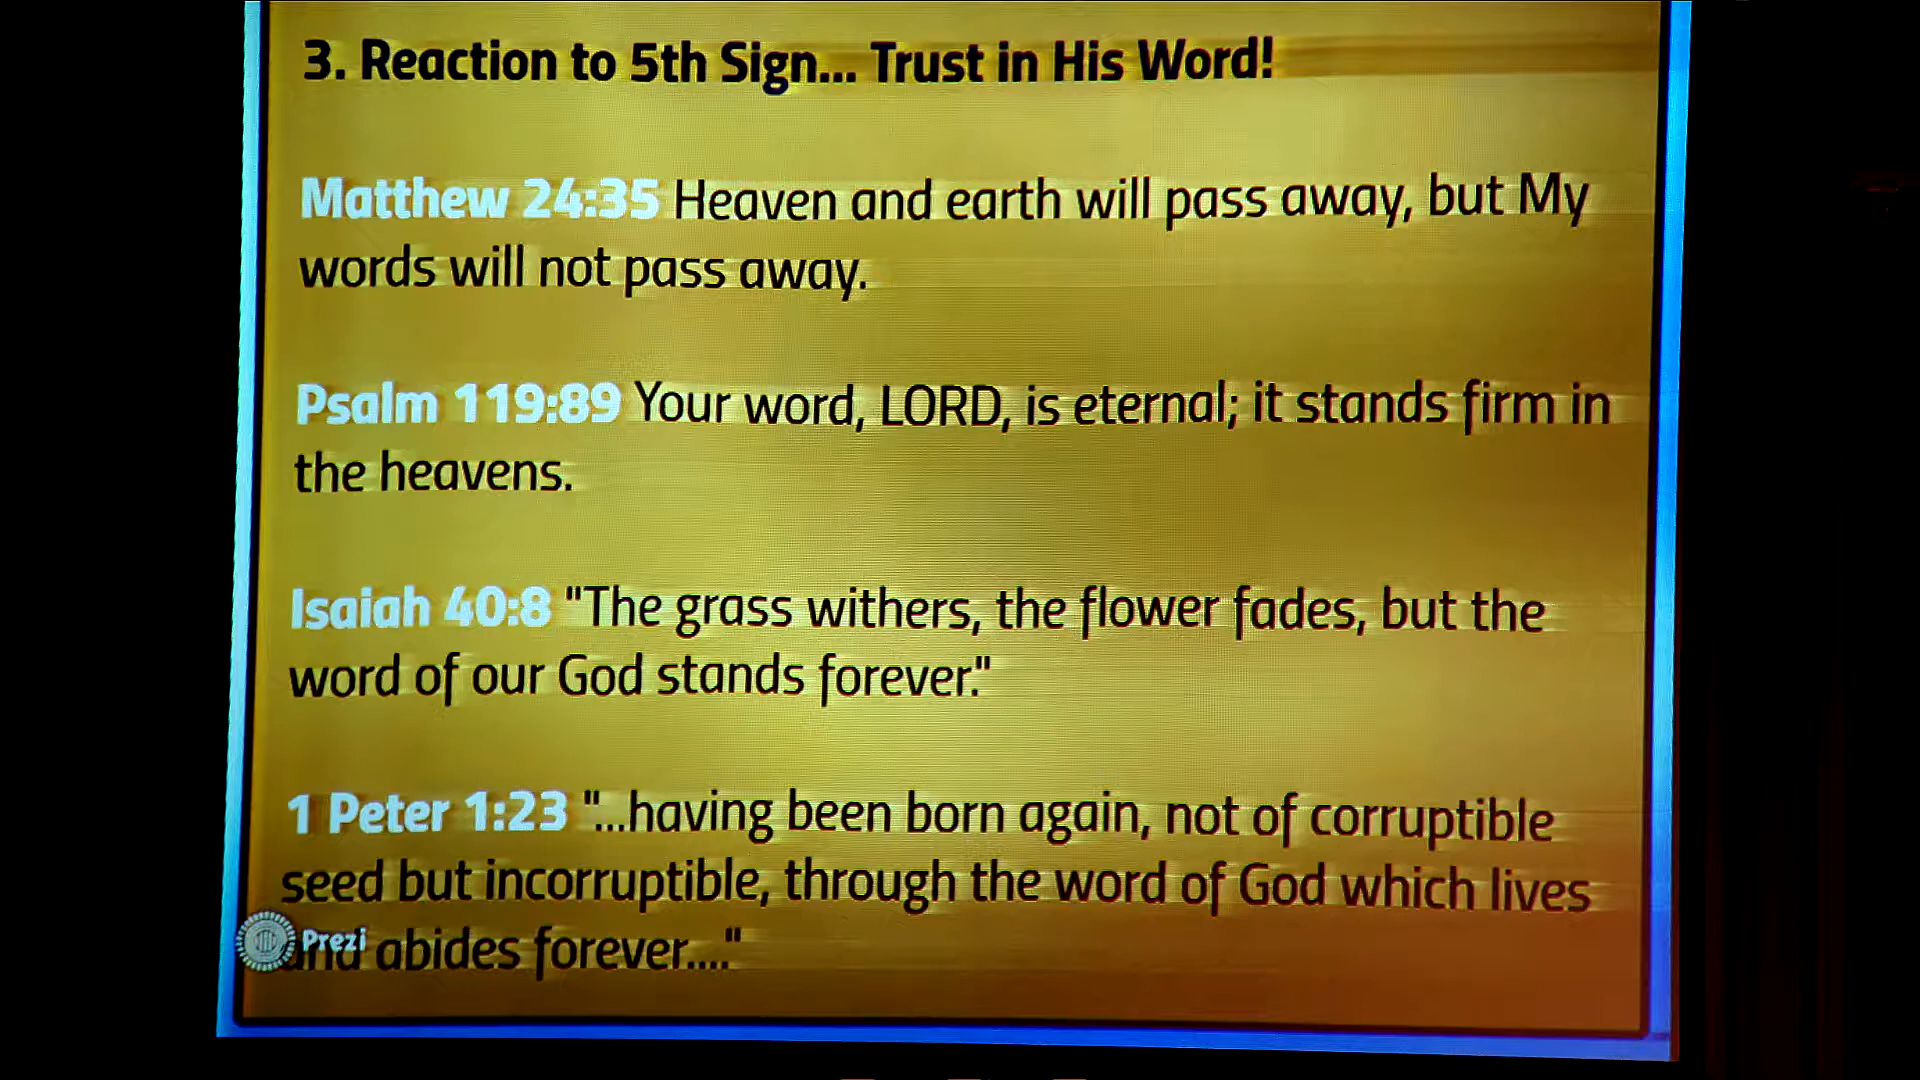 3. Reaction to 5th Sign... Trust in His Word!
Matthew 24:35 Heaven and earth will pass away, but My
words will not pass away.
Psalm 119:89 Your word, LORD, is eternal; it stands firm in
the heavens.
Isaiah 40:8 "The grass withers, the flower fades, but the
word of our God stands forever."
1 Peter 1:23 "...having been born again, not of corruptible
seed but incorruptible, through the word of God which lives
and abides forever...."
Prezi